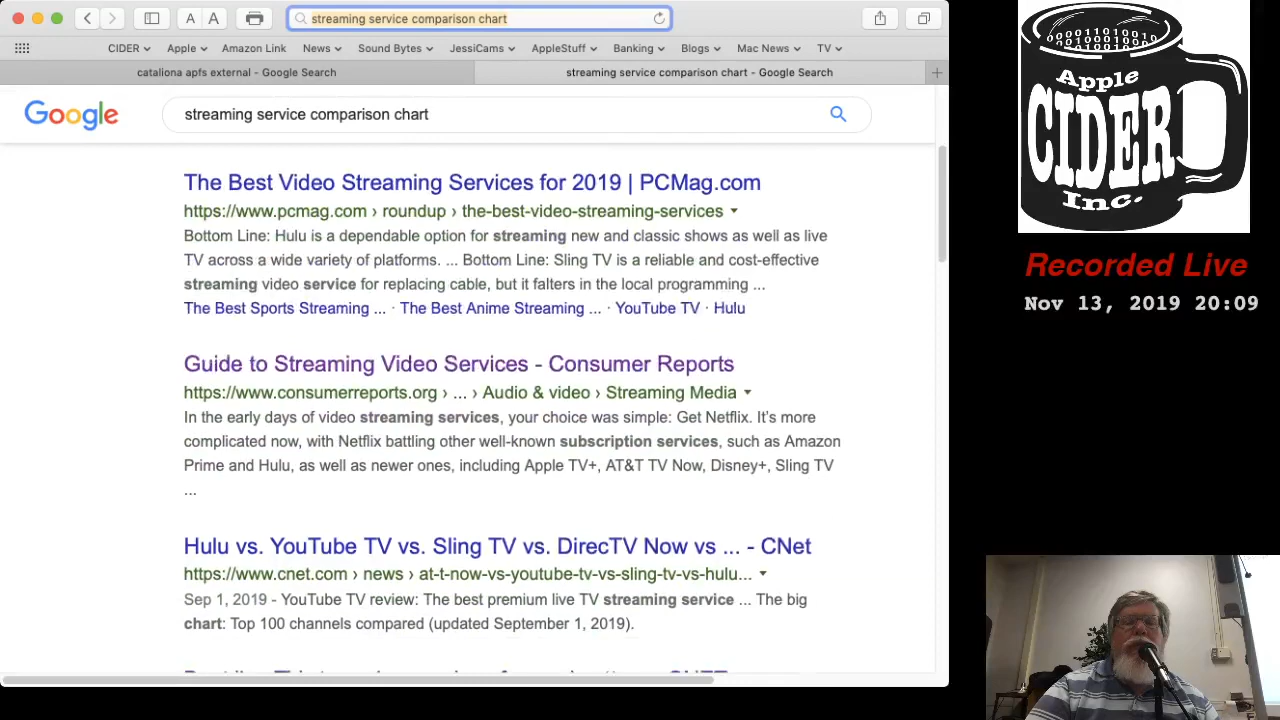 streaming service comparison chart
A A
CIDER Apple Amazon Link News Sound Bytes JessiCams AppleStuff Banking Blogs Mac News TV
cataliona apfs external - Google Search
streaming service comparison chart - Google Search
Google
streaming service comparison chart
The Best Video Streaming Services for 2019 | PCMag.com
https://www.pcmag.com › roundup › the-best-video-streaming-services
Bottom Line: Hulu is a dependable option for streaming new and classic shows as well as live
TV across a wide variety of platforms. ... Bottom Line: Sling TV is a reliable and cost-effective
streaming video service for replacing cable, but it falters in the local programming ...
The Best Sports Streaming ... · The Best Anime Streaming ... · YouTube TV · Hulu
Guide to Streaming Video Services - Consumer Reports
https://www.consumerreports.org › ... › Audio & video › Streaming Media
In the early days of video streaming services, your choice was simple: Get Netflix. It's more
complicated now, with Netflix battling other well-known subscription services, such as Amazon
Prime and Hulu, as well as newer ones, including Apple TV+, AT&T TV Now, Disney+, Sling TV
...
Hulu vs. YouTube TV vs. Sling TV vs. DirecTV Now vs ... - CNet
https://www.cnet.com › news › at-t-now-vs-youtube-tv-vs-sling-tv-vs-hulu...
Sep 1, 2019 - YouTube TV review: The best premium live TV streaming service ... The big
chart: Top 100 channels compared (updated September 1, 2019).
Apple
CIDER
Inc.
Recorded Live
Nov 13, 2019 20:09